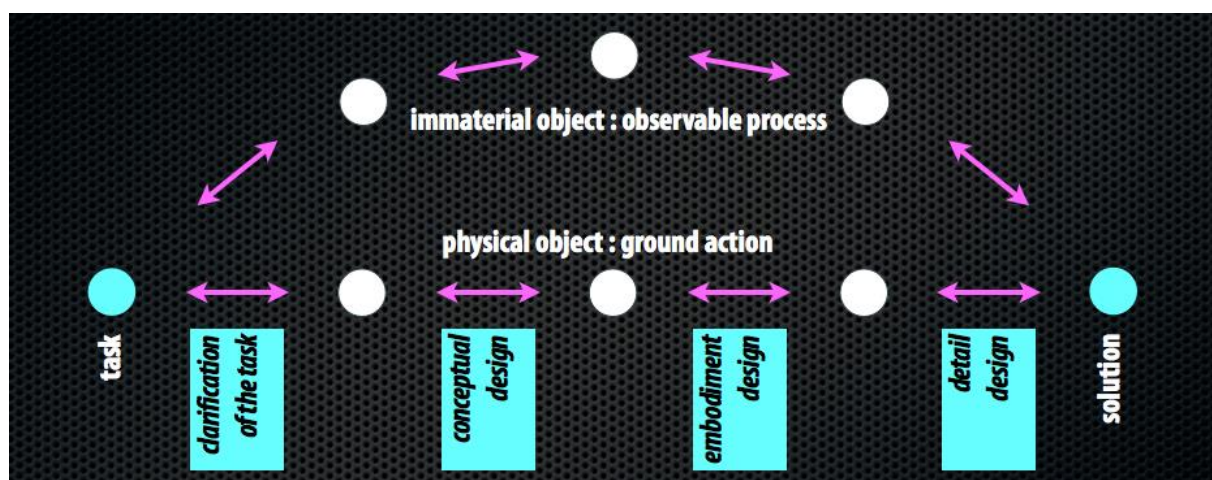 immaterial object : observable process
physical object : ground action
task
clarification
of the task
conceptual
design
embodiment
design
detail
design
solution